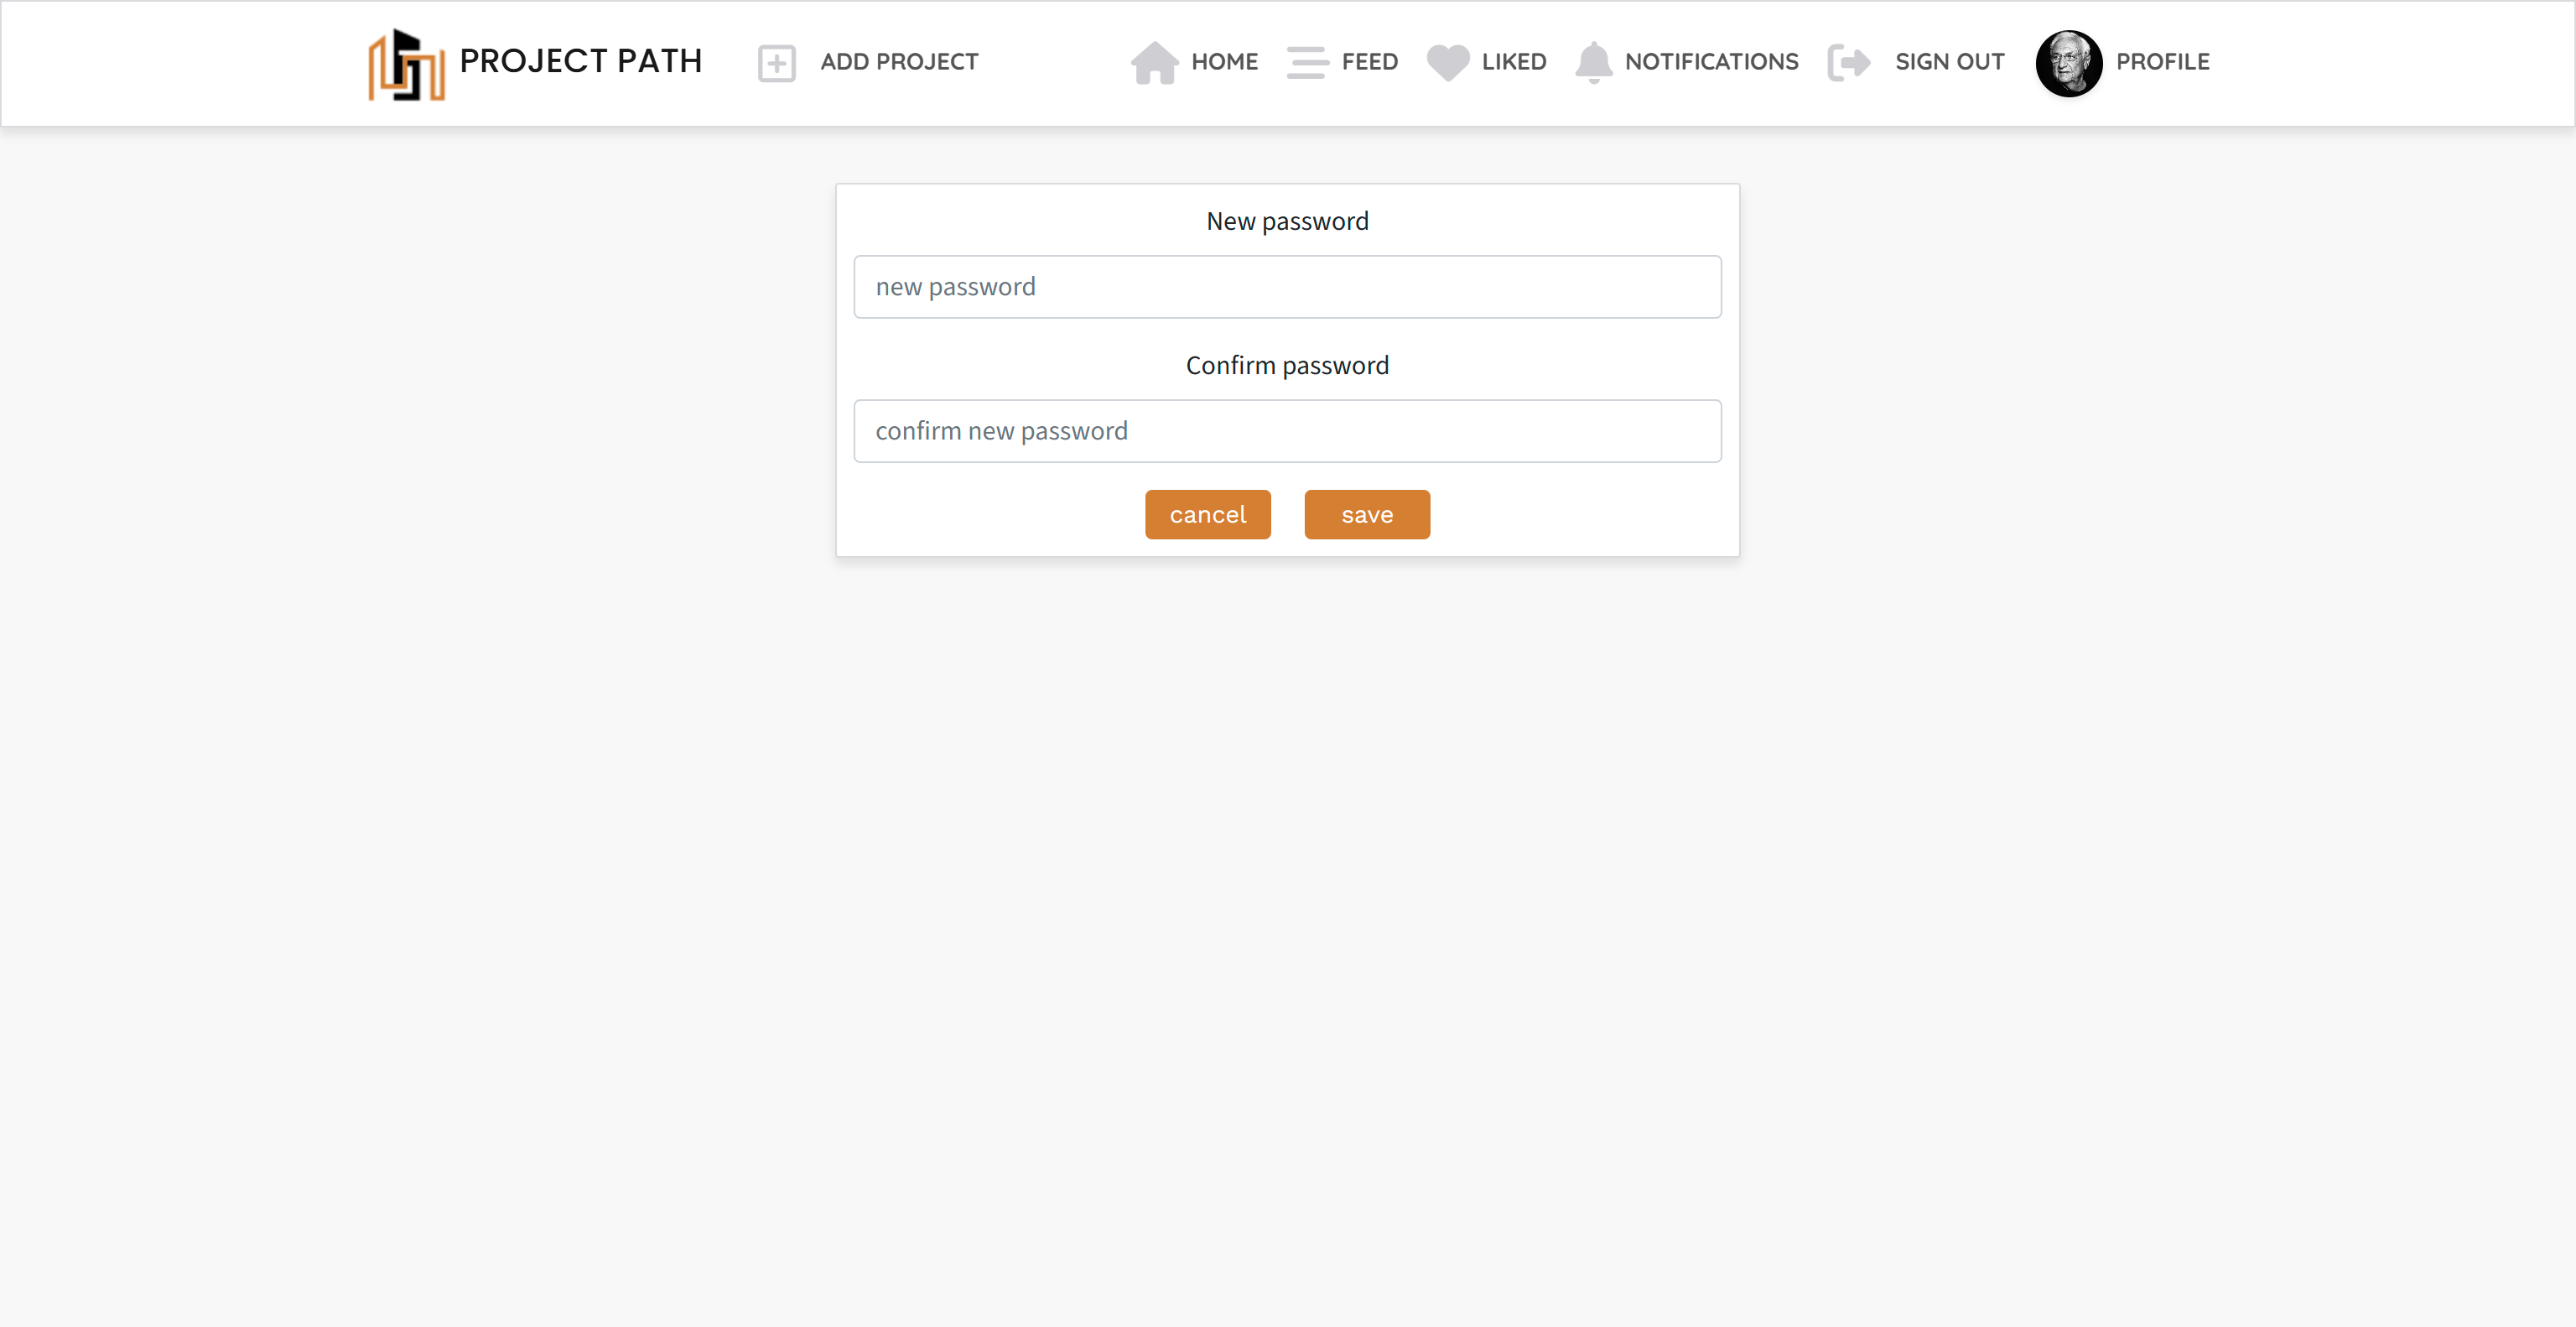 PROJECT PATH ADD PROJECT HOME FEED LIKED NOTIFICATIONS SIGN OUT PROFILE
New password
new password
Confirm password
confirm new password
cancel save